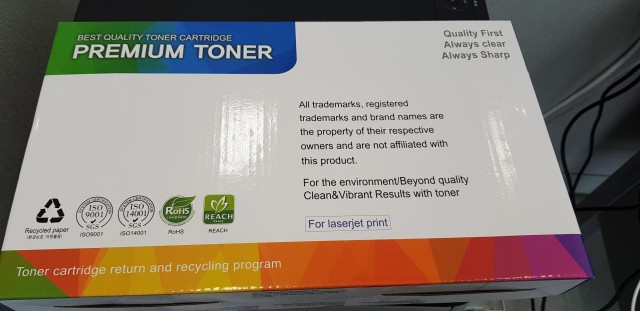 BEST QUALITY TONER CARTRIDGE
PREMIUM TONER
Quality First
Always clear
Always Sharp
All trademarks, registered
trademarks and brand names are
the property of their respective
owners and are not affiliated with
this product.
For the environment/Beyond quality
Clean&Vibrant Results with toner
For laserjet print
ISO
9001
SGS
ISO
14001
SGS
RoHS
compliant
REACH
Recycled paper
ISO9001
ISO14001
RoHS
REACH
Toner cartridge return and recycling program